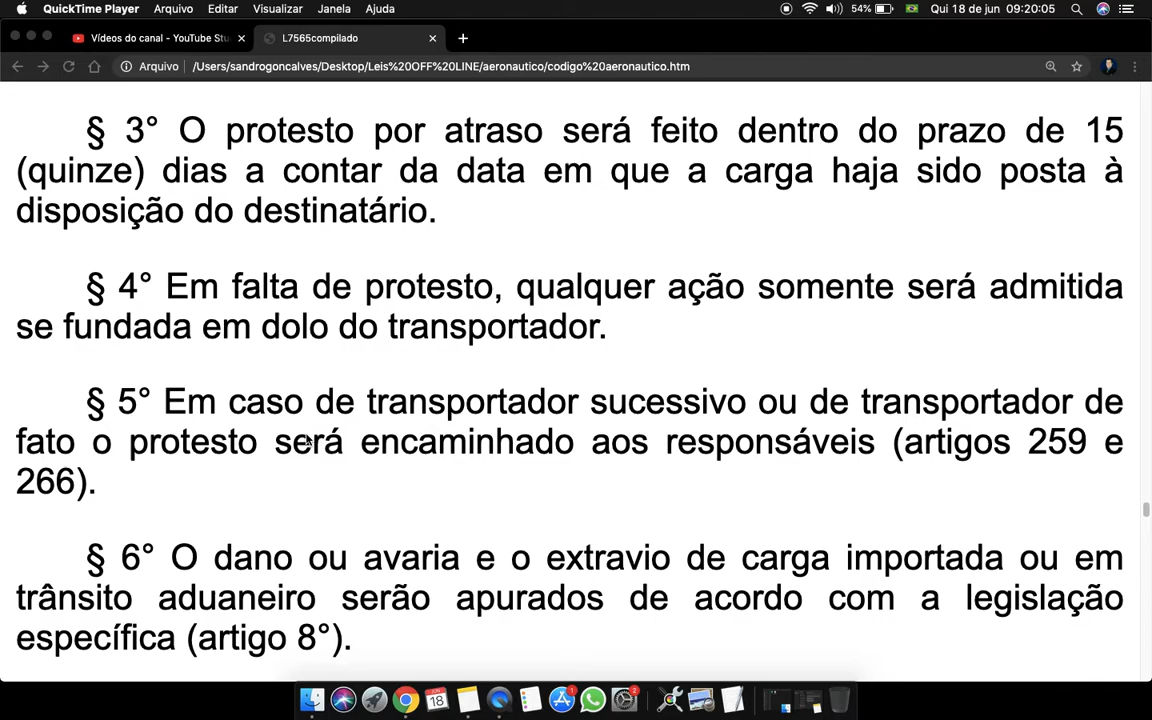 QuickTime Player Arquivo Editar Visualizar Janela Ajuda 54% Qui 18 de jun 09:20:05
Vídeos do canal - YouTube Stu L7565compilado
Arquivo /Users/sandrogoncalves/Desktop/Leis%20OFF%20LINE/aeronautico/codigo%20aeronautico.htm
§ 3° O protesto por atraso será feito dentro do prazo de 15
(quinze) dias a contar da data em que a carga haja sido posta à
disposição do destinatário.
§ 4° Em falta de protesto, qualquer ação somente será admitida
se fundada em dolo do transportador.
§ 5° Em caso de transportador sucessivo ou de transportador de
fato o protesto será encaminhado aos responsáveis (artigos 259 e
266).
§ 6° O dano ou avaria e o extravio de carga importada ou em
trânsito aduaneiro serão apurados de acordo com a legislação
específica (artigo 8°).
JUN
18
1
2